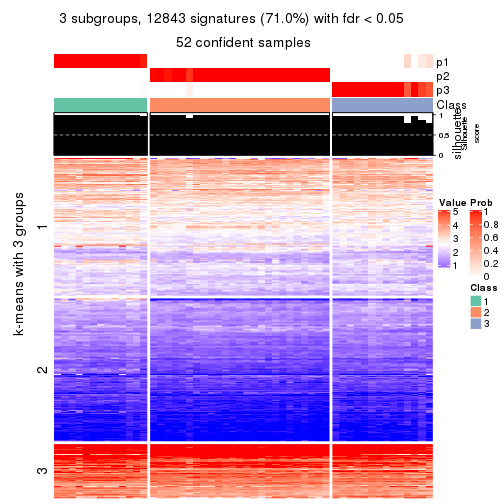 3 subgroups, 12843 signatures (71.0%) with fdr < 0.05
52 confident samples
p1
p2
p3
Class
1
0.5
0
silhouette
Silhouette
score
k-means with 3 groups
1
2
3
Value
5
4
3
2
1
Prob
1
0.8
0.6
0.4
0.2
0
Class
1
2
3